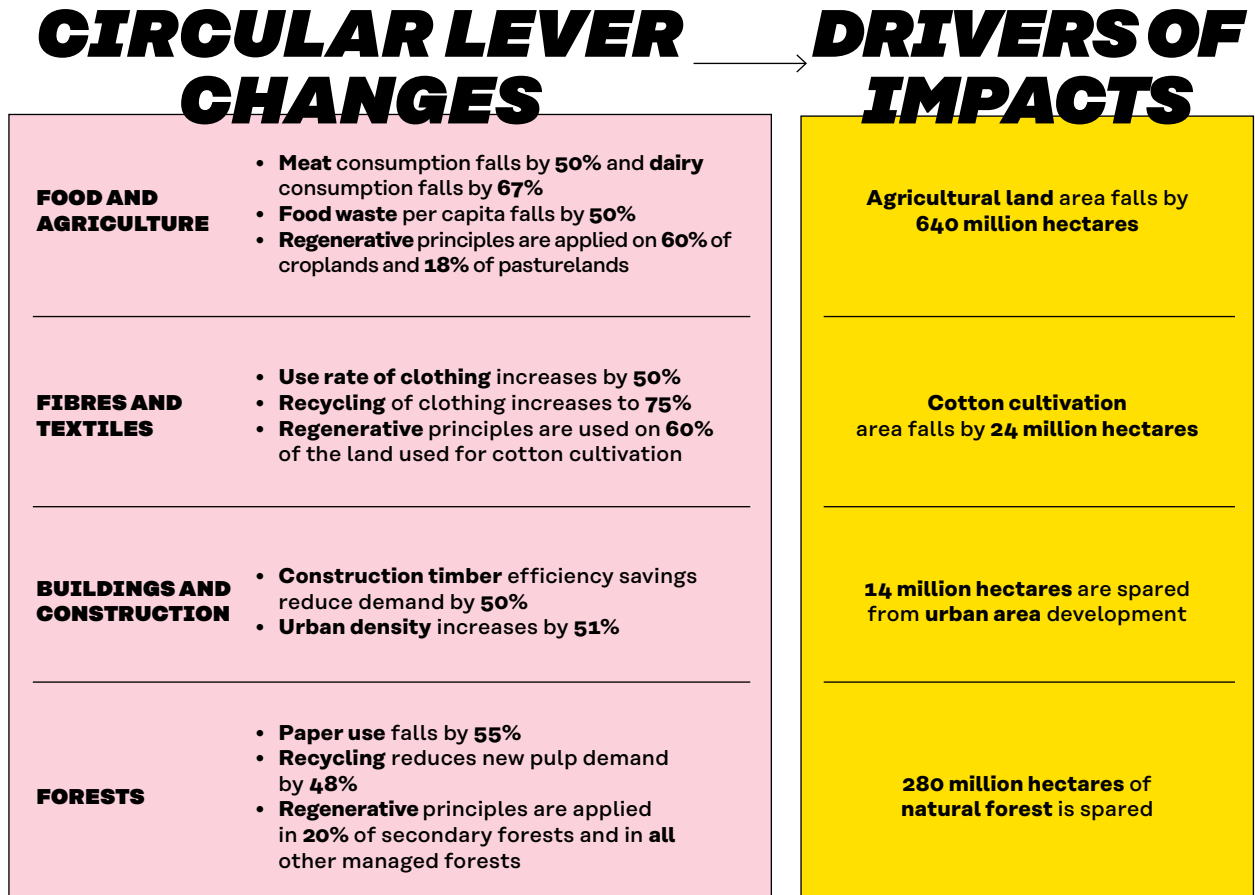 CIRCULAR LEVER
CHANGES
DRIVERS OF
IMPACTS
FOOD AND
AGRICULTURE
• Meat consumption falls by 50% and dairy
consumption falls by 67%
• Food waste per capita falls by 50%
• Regenerative principles are applied on 60% of
croplands and 18% of pasturelands
Agricultural land area falls by
640 million hectares
FIBRES AND
TEXTILES
• Use rate of clothing increases by 50%
• Recycling of clothing increases to 75%
• Regenerative principles are used on 60%
of the land used for cotton cultivation
Cotton cultivation
area falls by 24 million hectares
BUILDINGS AND
CONSTRUCTION
• Construction timber efficiency savings
reduce demand by 50%
• Urban density increases by 51%
14 million hectares are spared
from urban area development
FORESTS
• Paper use falls by 55%
• Recycling reduces new pulp demand
by 48%
• Regenerative principles are applied
in 20% of secondary forests and in all
other managed forests
280 million hectares of
natural forest is spared